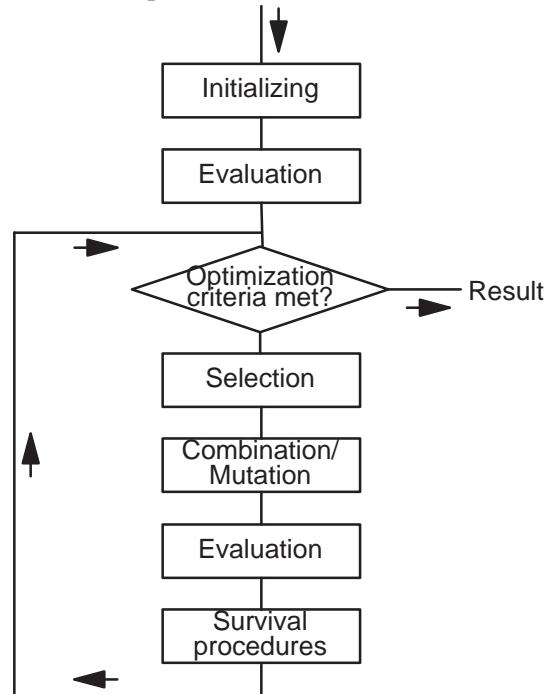 Initializing
Evaluation
Optimization
criteria met?
Result
Selection
Combination/
Mutation
Evaluation
Survival
procedures